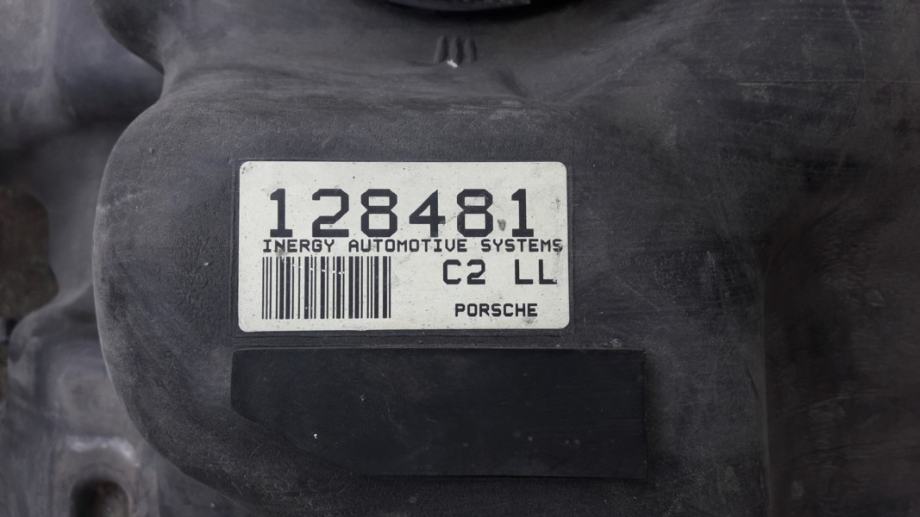 128481
INERGY AUTOMOTIVE SYSTEMS
C2 LL
PORSCHE